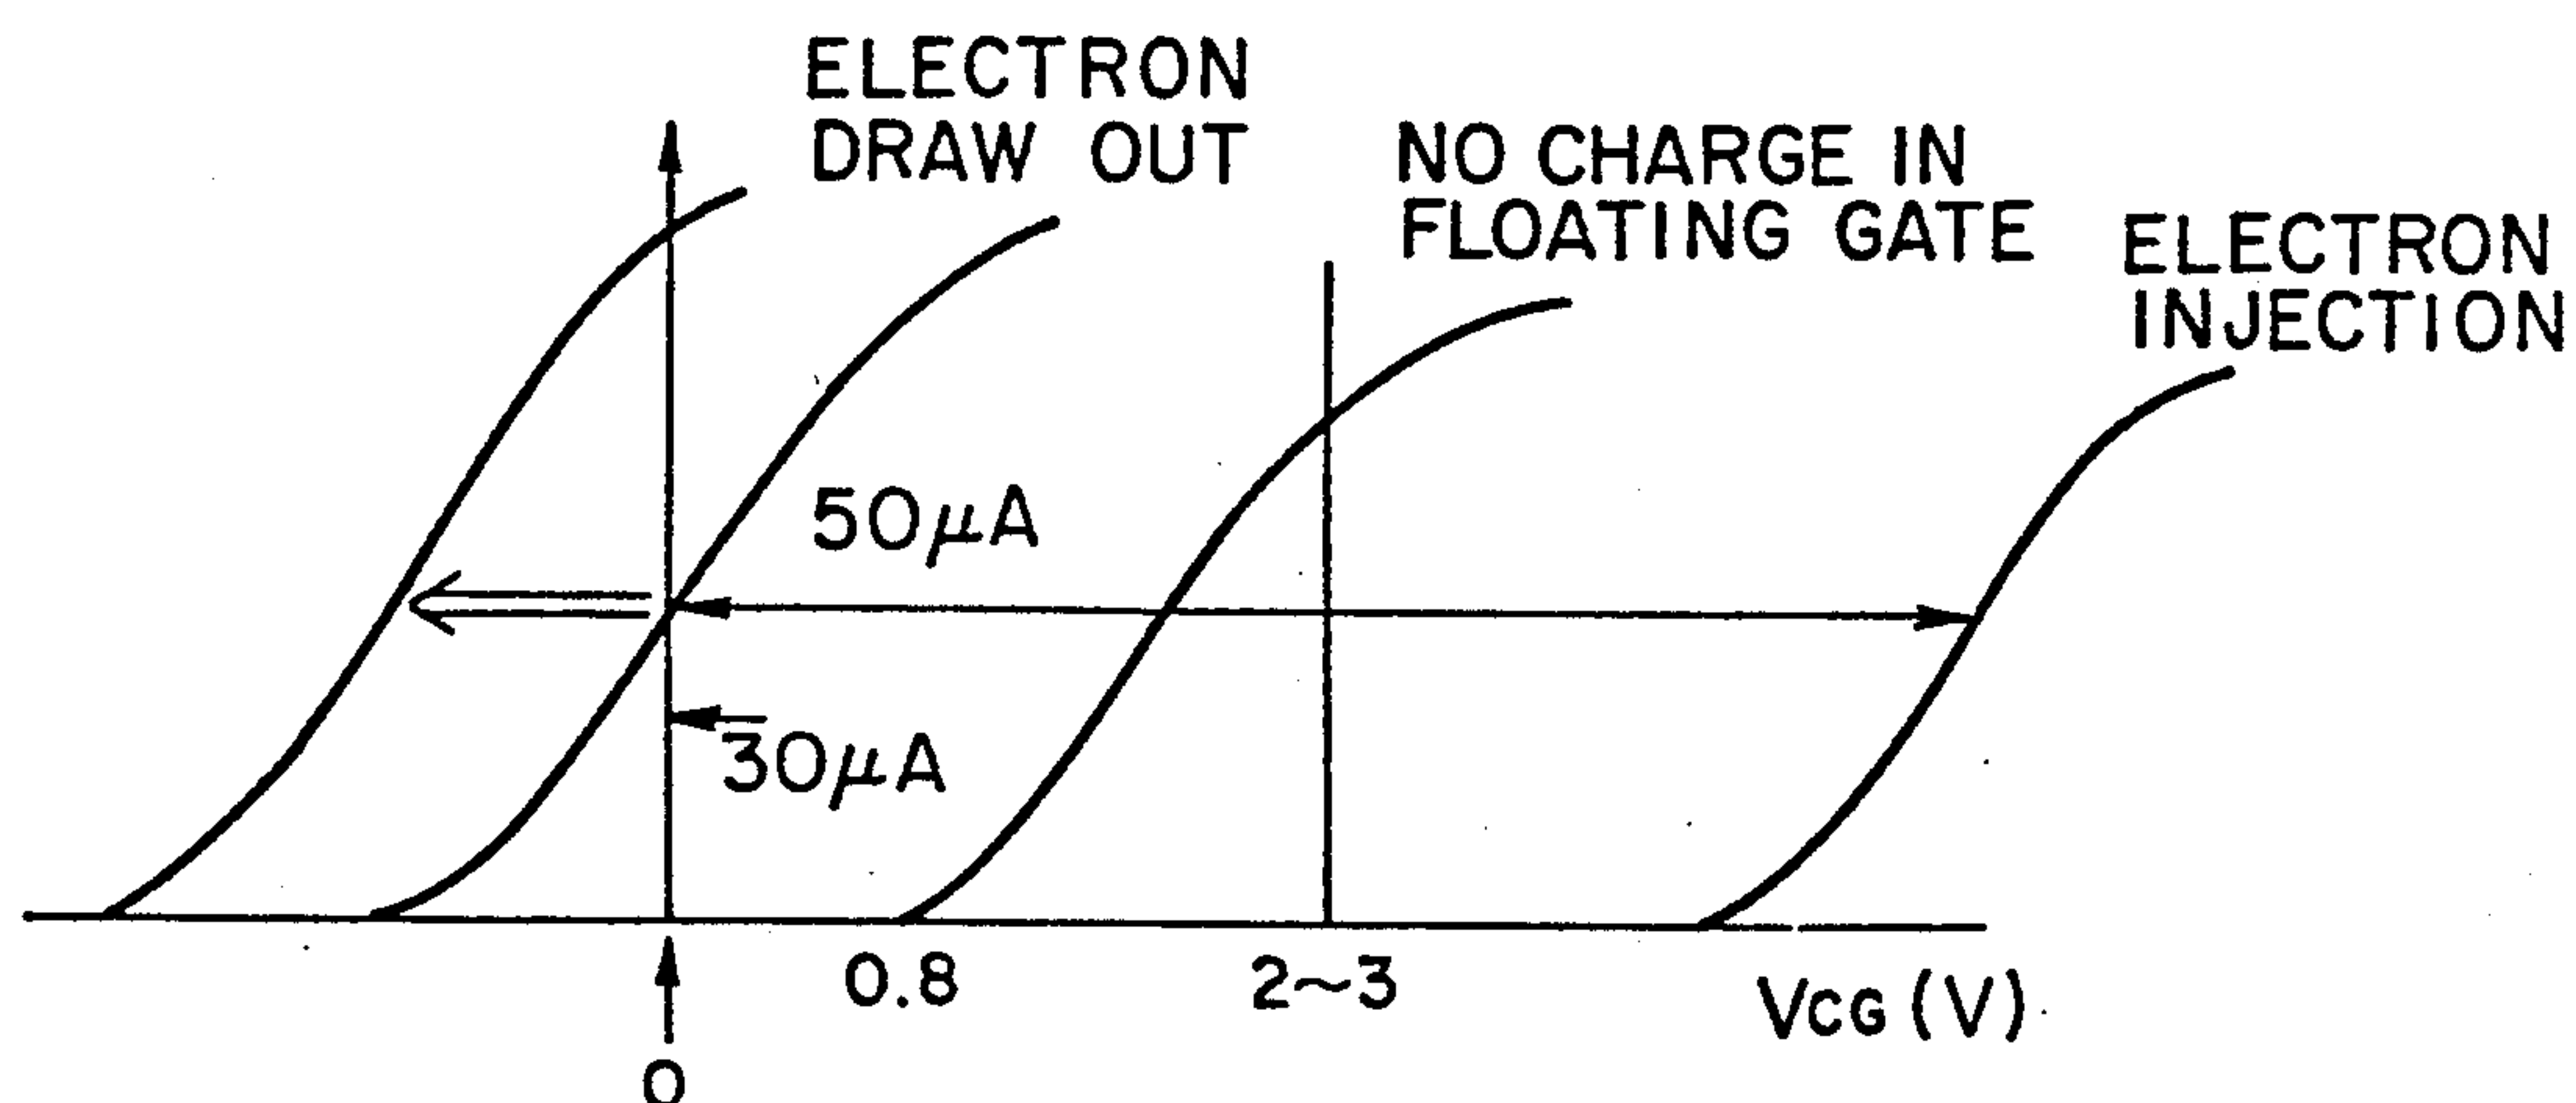 ELECTRON
DRAW OUT
NO CHARGE IN
FLOATING GATE
ELECTRON
INJECTION
50μA
30μA
0.8
2~3
VCG (V)
0